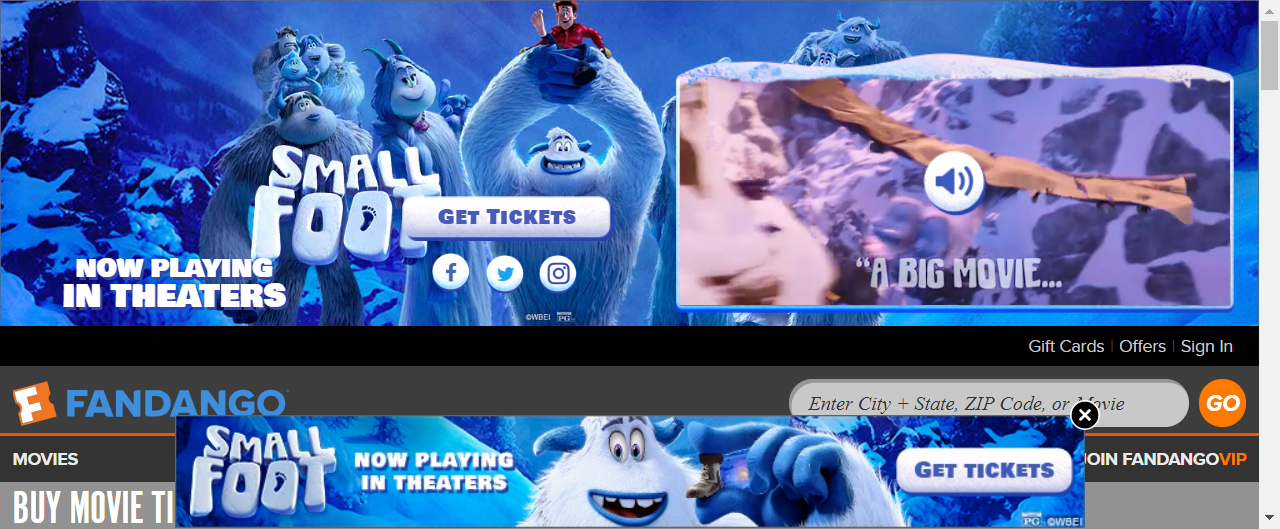 SMALL
FOOT
GET TICKETS
NOW PLAYING
IN THEATERS
©WBEI PG
“A BIG MOVIE...
Gift Cards | Offers | Sign In
FANDANGO
Enter City + State, ZIP Code, or Movie
GO
MOVIES
JOIN FANDANGOVIP
SMALL
FOOT
NOW PLAYING
IN THEATERS
GET TICKETS
PG ©WBEI
BUY MOVIE TI